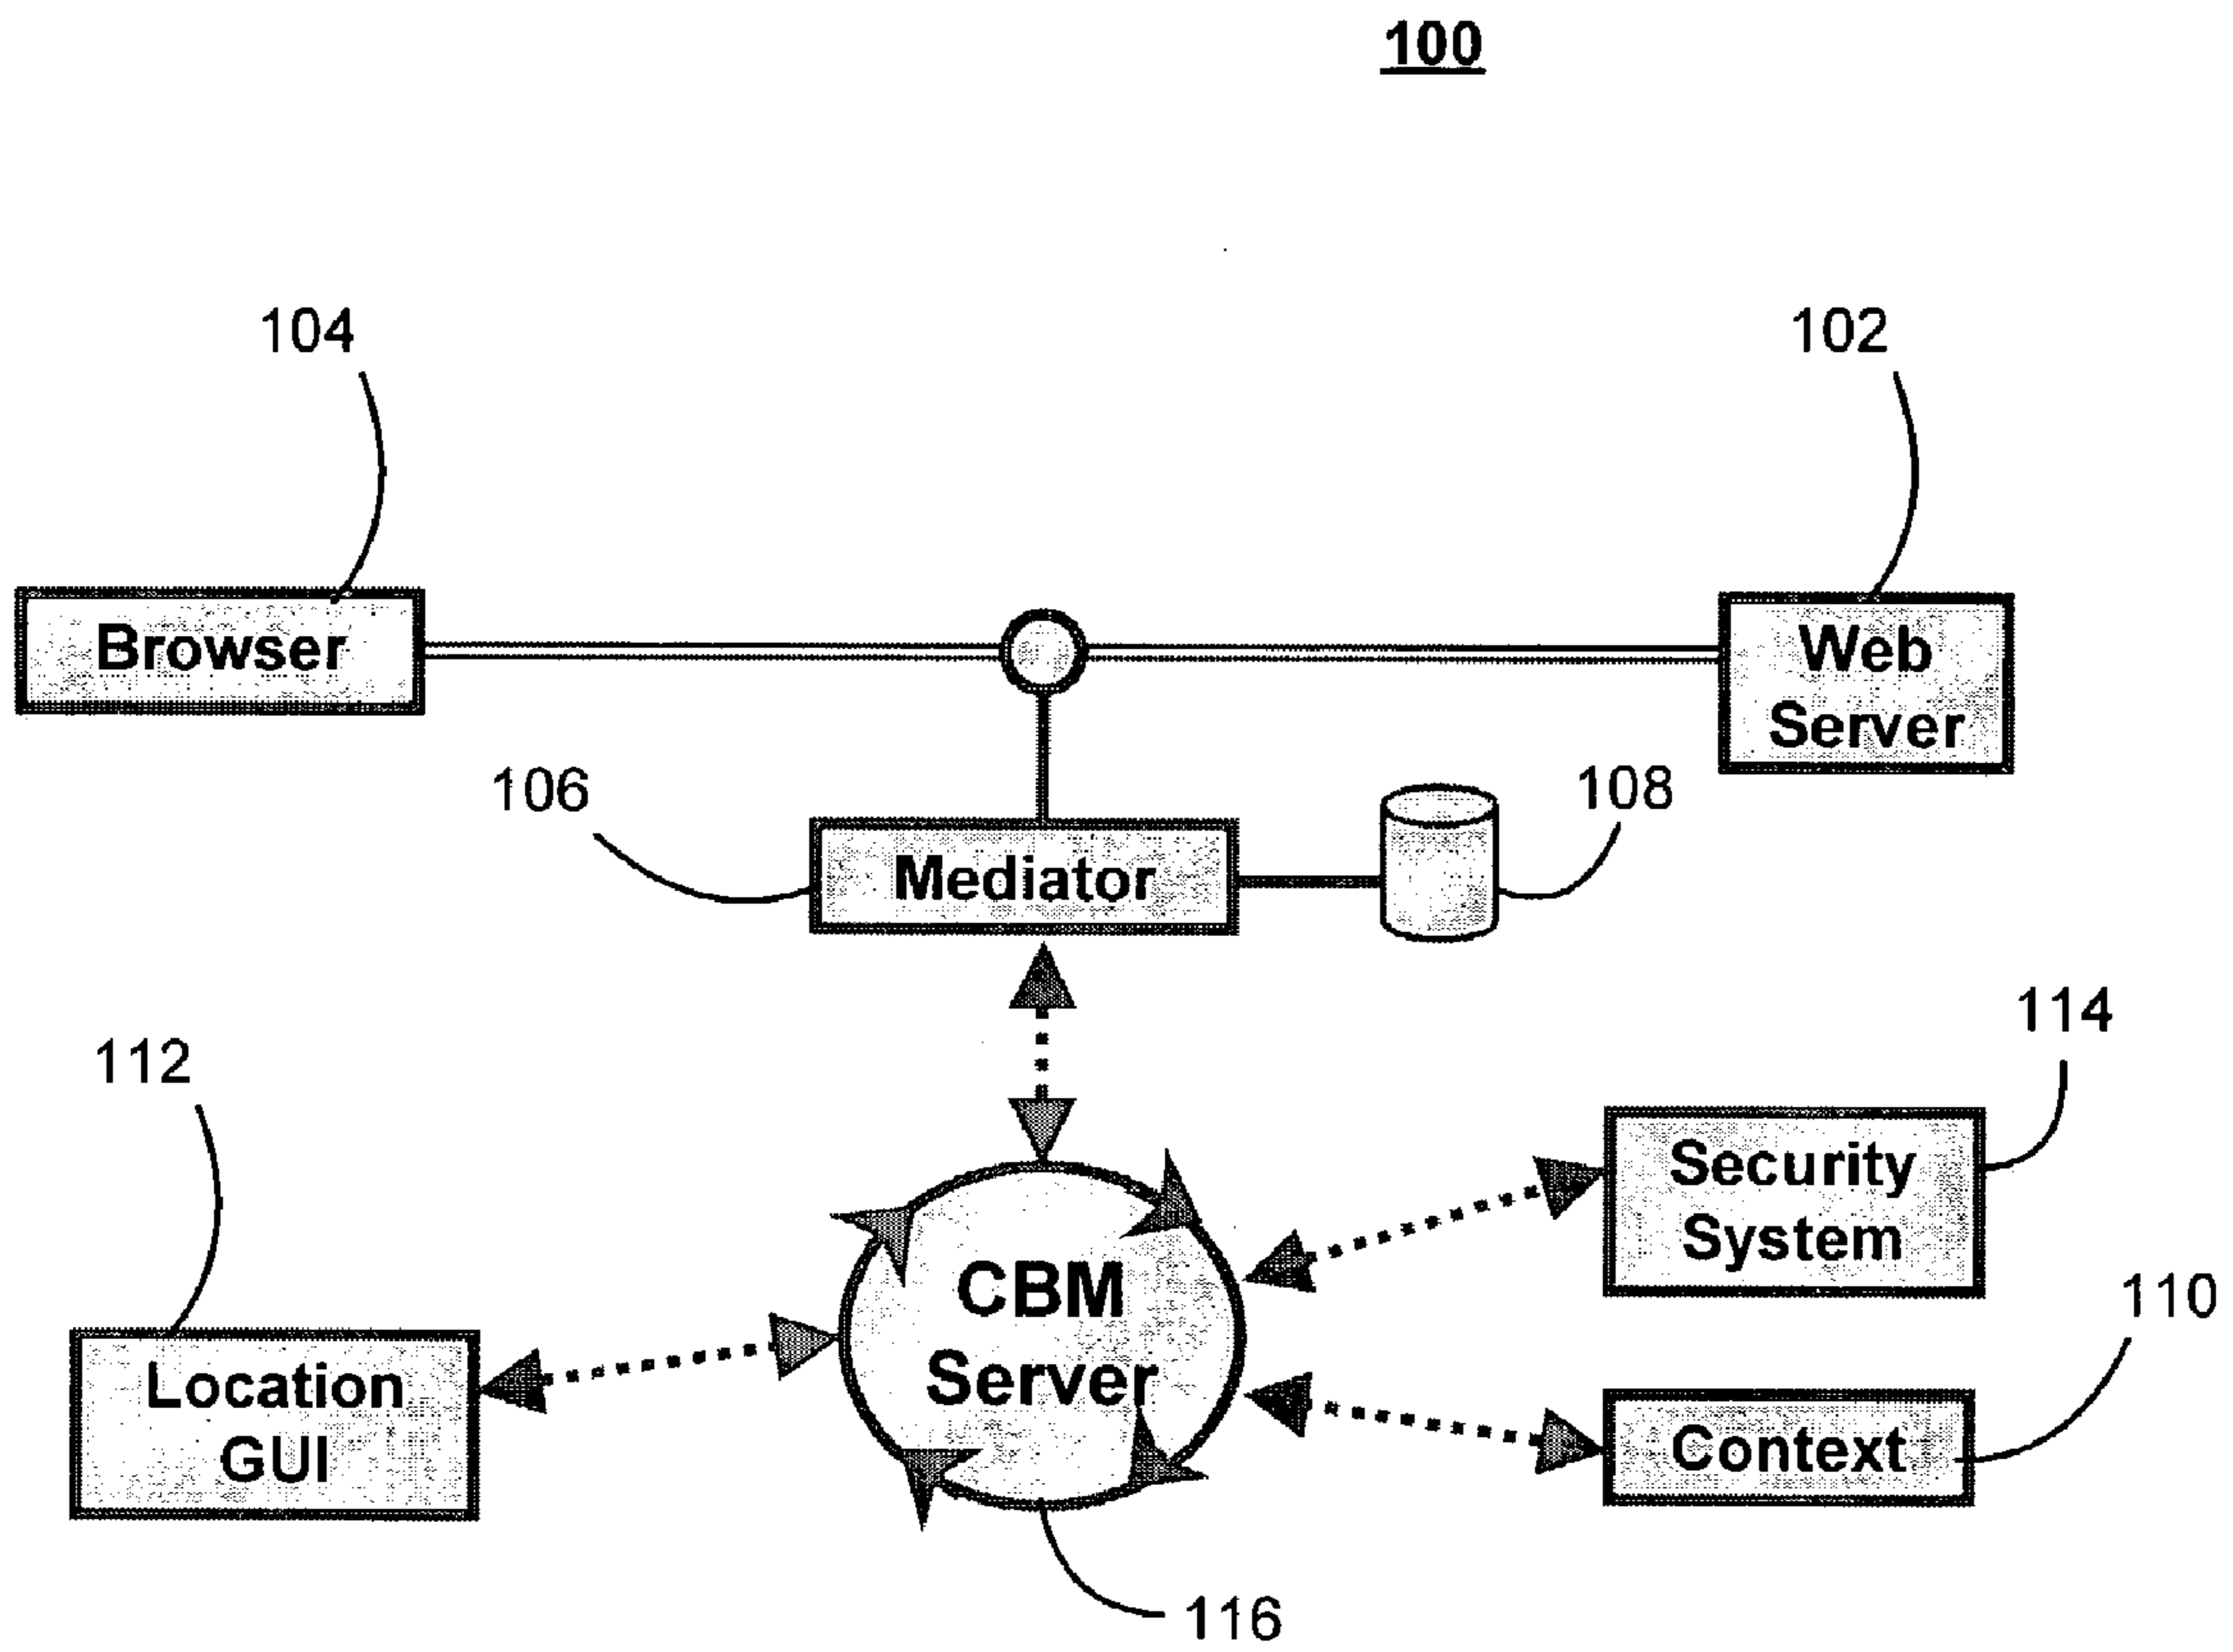 100
104
102
Browser
Web
Server
106
108
Mediator
114
112
Security
System
CBM
Server
110
Location
GUI
Context
116